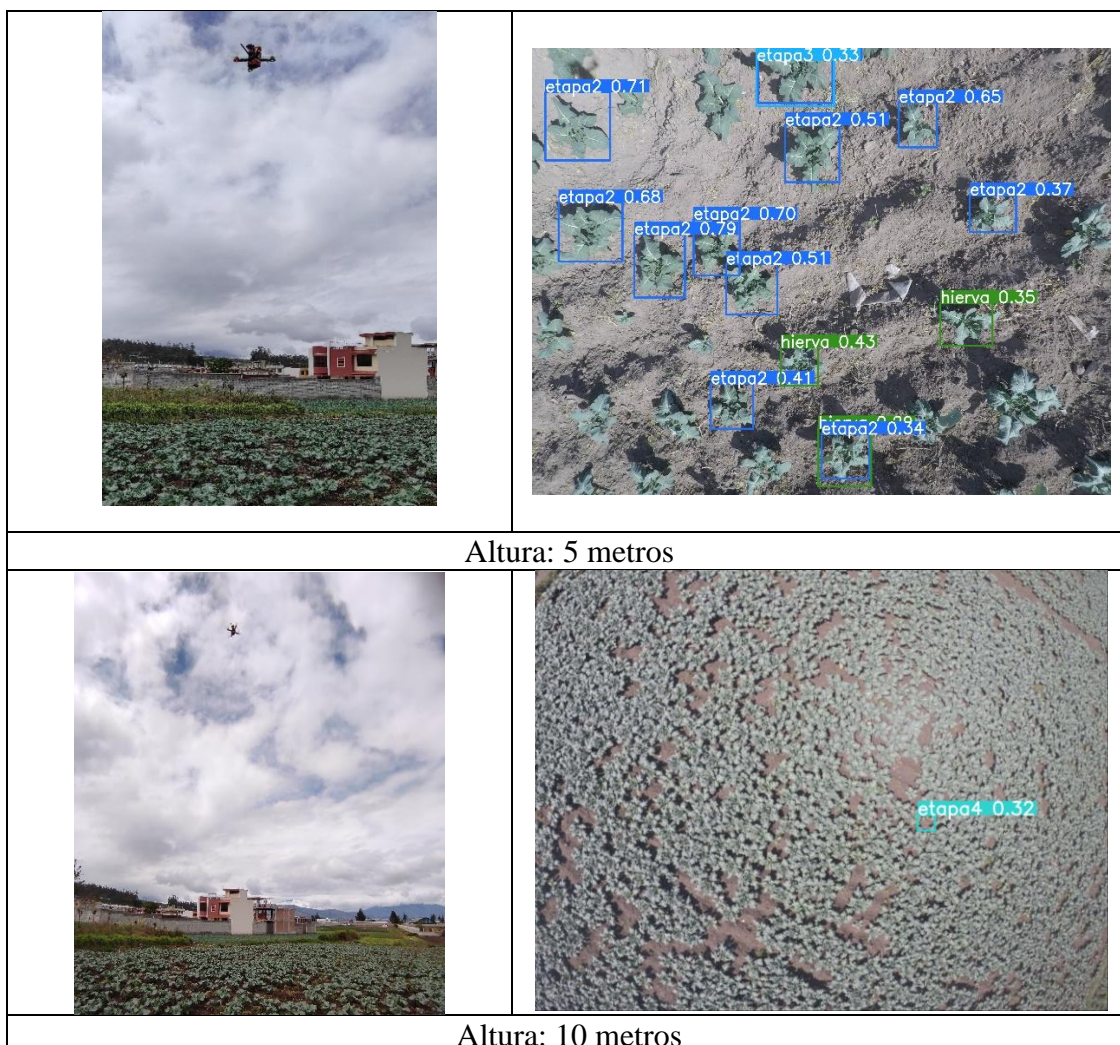 etapa3 0.33
etapa2 0.71
etapa2 0.65
etapa2 0.51
etapa2 0.68
etapa2 0.37
etapa2 0.70
etapa2 0.79
etapa2 0.51
hierva 0.35
hierva 0.43
etapa2 0.41
etapa2 0.34
Altura: 5 metros
etapa4 0.32
Altura: 10 metros